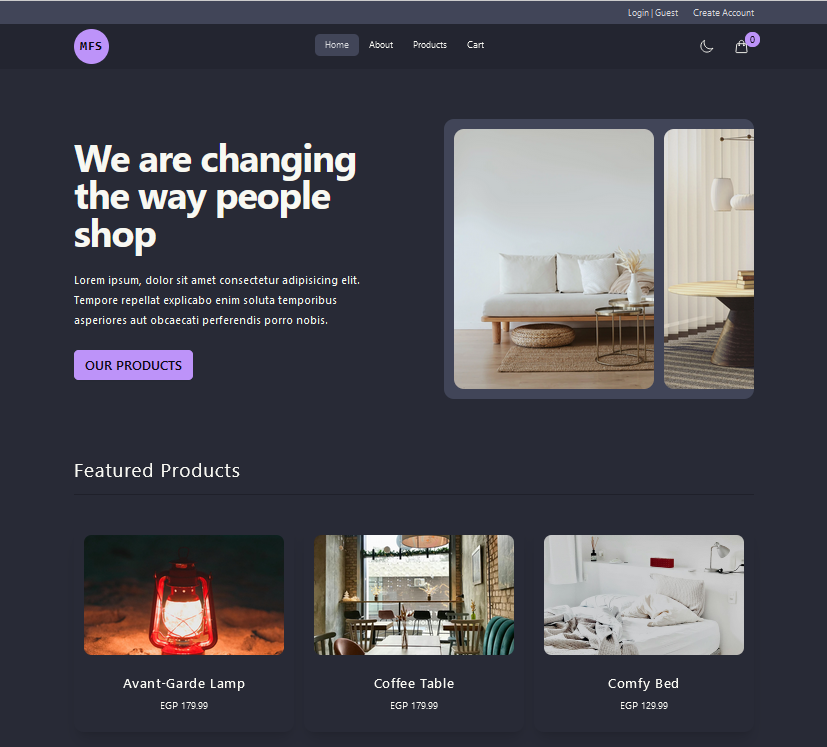 Login | Guest Create Account
MFS Home About Products Cart 0
We are changing
the way people
shop
Lorem ipsum, dolor sit amet consectetur adipisicing elit.
Tempore repellat explicabo enim soluta temporibus
asperiores aut obcaecati perferendis porro nobis.
OUR PRODUCTS
Featured Products
Avant-Garde Lamp
EGP 179.99
Coffee Table
EGP 179.99
Comfy Bed
EGP 129.99